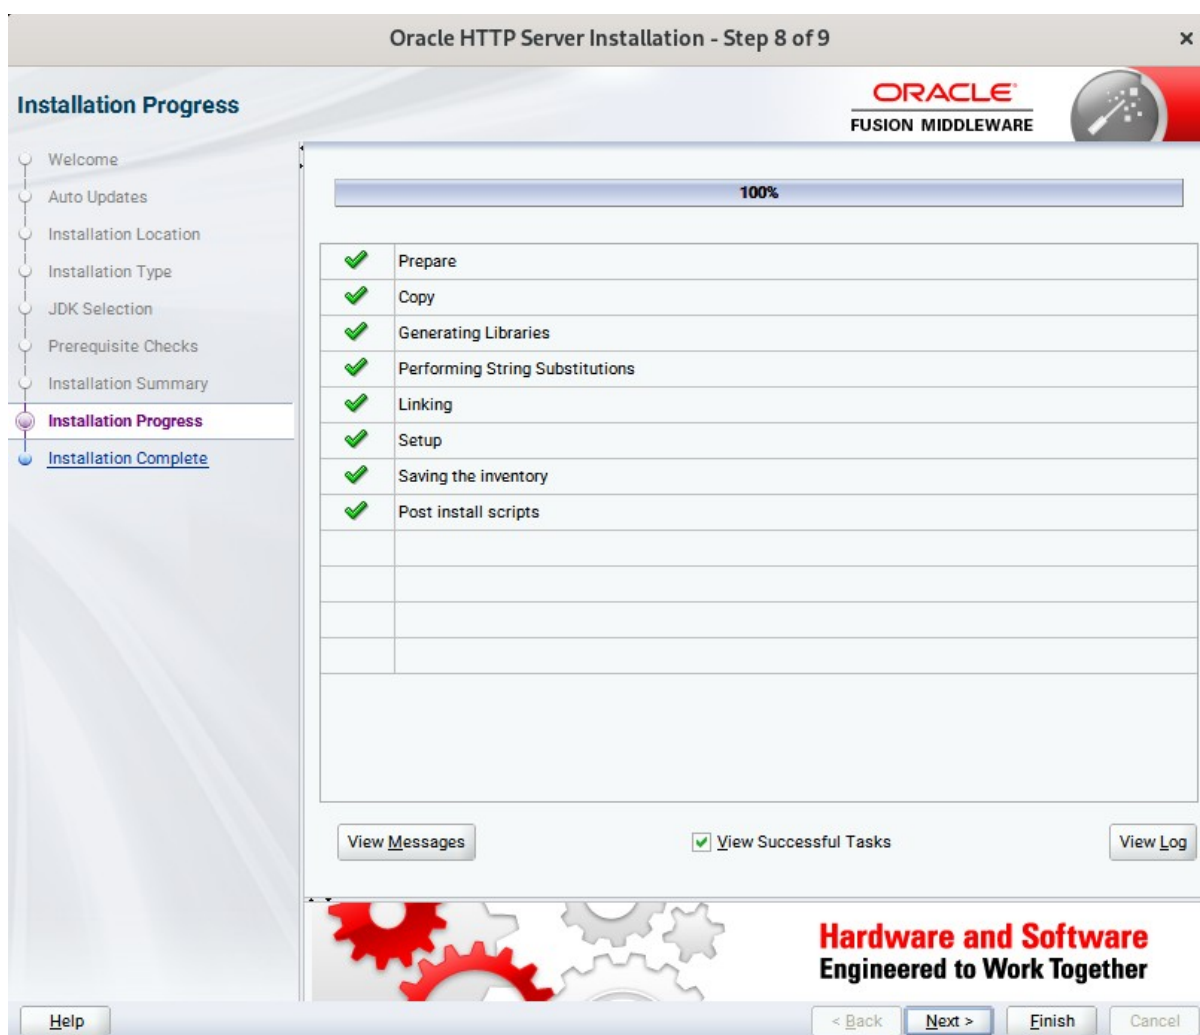 Oracle HTTP Server Installation - Step 8 of 9
Installation Progress
ORACLE
FUSION MIDDLEWARE
Welcome
Auto Updates
Installation Location
Installation Type
JDK Selection
Prerequisite Checks
Installation Summary
Installation Progress
Installation Complete
100%
Prepare
Copy
Generating Libraries
Performing String Substitutions
Linking
Setup
Saving the inventory
Post install scripts
View Messages
View Successful Tasks
View Log
Hardware and Software
Engineered to Work Together
Help
< Back
Next >
Finish
Cancel